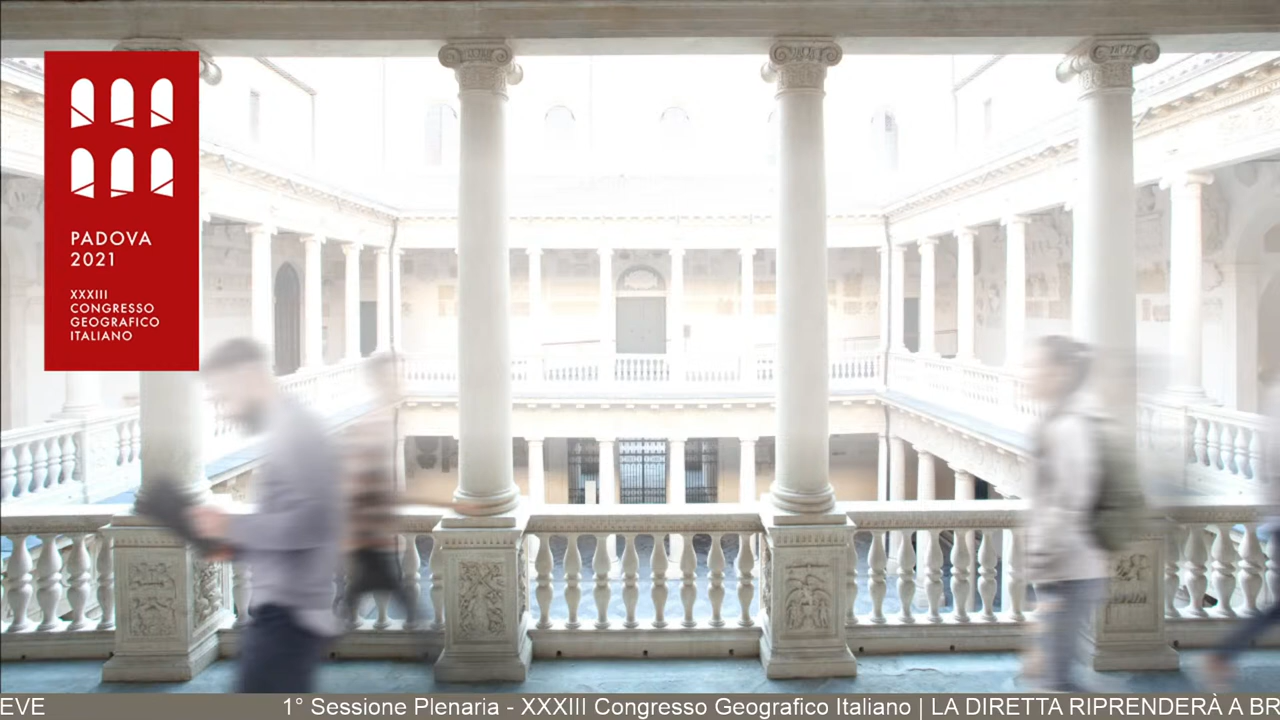 PADOVA
2021
XXXIII
CONGRESSO
GEOGRAFICO
ITALIANO
EVE 1° Sessione Plenaria - XXXIII Congresso Geografico Italiano | LA DIRETTA RIPRENDERÀ A BR